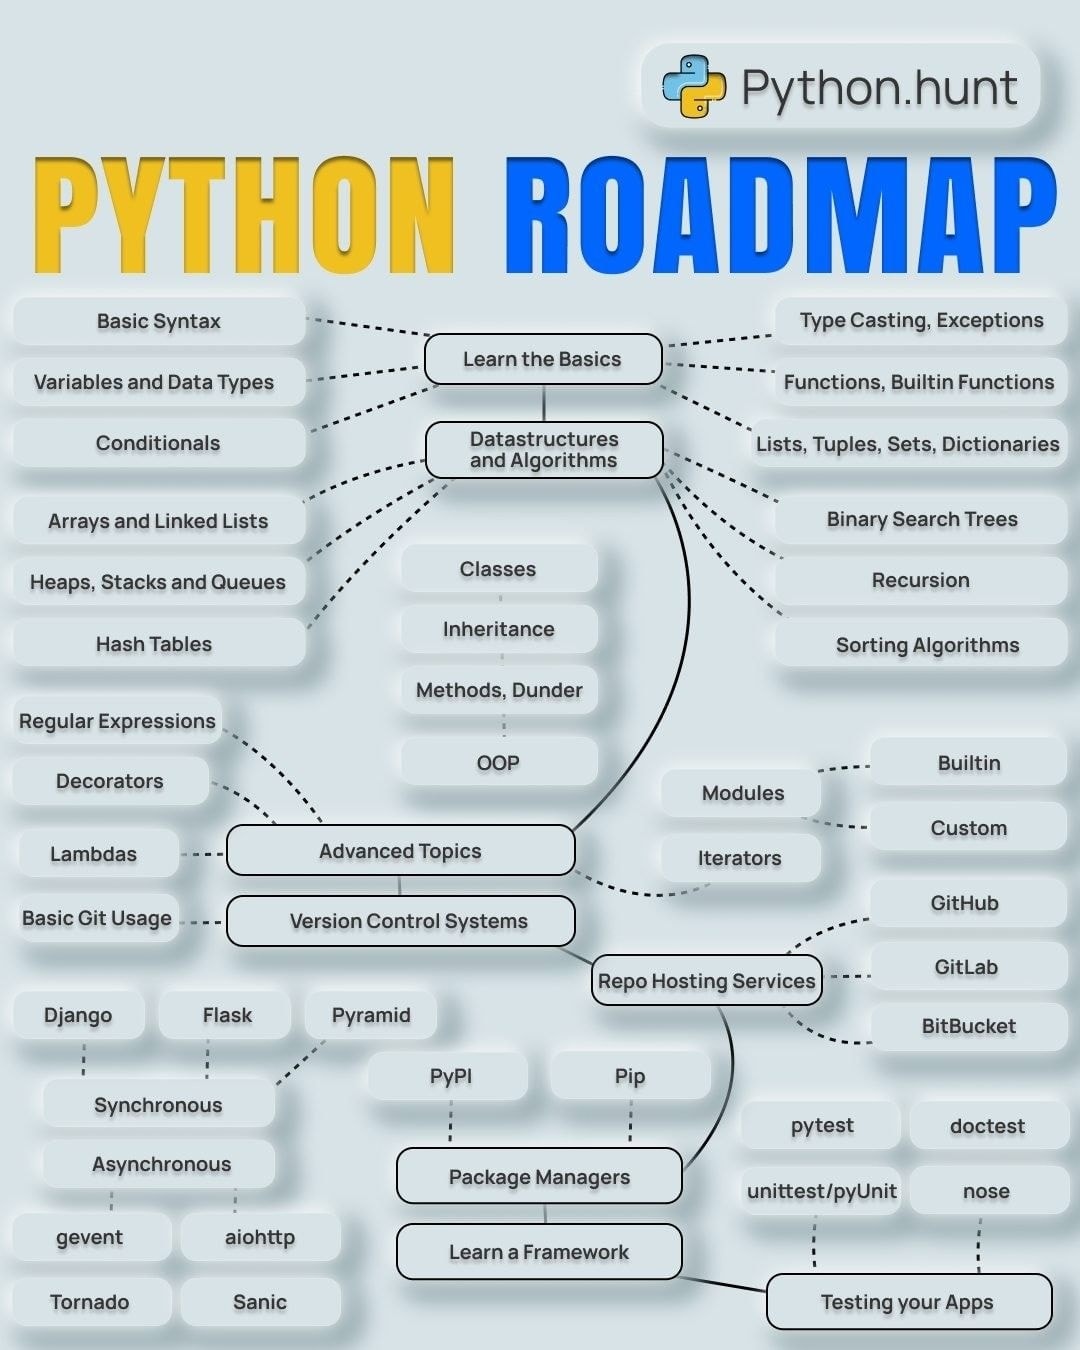 Python.hunt
PYTHON ROADMAP
Basic Syntax
Variables and Data Types
Conditionals
Learn the Basics
Type Casting, Exceptions
Functions, Builtin Functions
Lists, Tuples, Sets, Dictionaries
Datastructures
and Algorithms
Arrays and Linked Lists
Heaps, Stacks and Queues
Hash Tables
Binary Search Trees
Recursion
Sorting Algorithms
Classes
Inheritance
Methods, Dunder
OOP
Regular Expressions
Decorators
Lambdas
Advanced Topics
Modules
Iterators
Builtin
Custom
Basic Git Usage
Version Control Systems
Repo Hosting Services
GitHub
GitLab
BitBucket
Django
Flask
Pyramid
Synchronous
Asynchronous
gevent
aiohttp
Tornado
Sanic
PyPI
Pip
Package Managers
Learn a Framework
pytest
doctest
unittest/pyUnit
nose
Testing your Apps